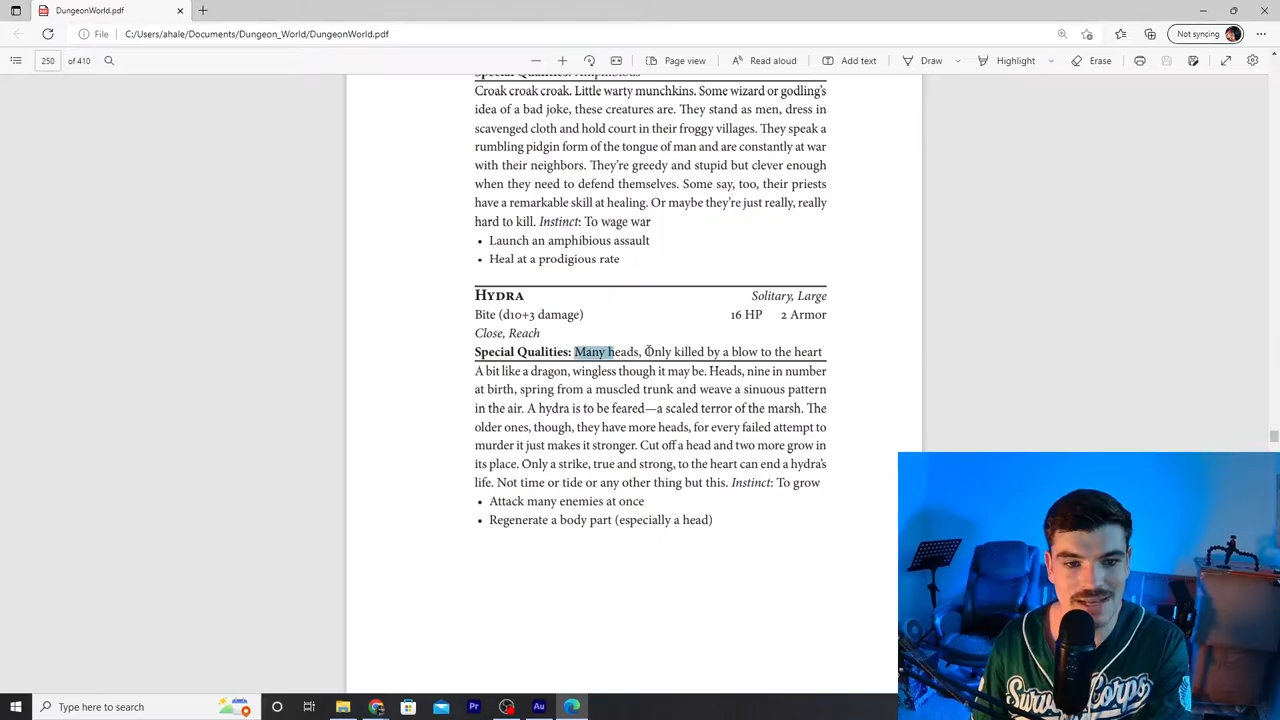 DungeonWorld.pdf
File C:/Users/ahale/Documents/Dungeon_World/DungeonWorld.pdf Not syncing
250 of 410 Page view Read aloud Add text Draw Highlight Erase
Special Qualities: Amphibious
Croak croak croak. Little warty munchkins. Some wizard or godling’s
idea of a bad joke, these creatures are. They stand as men, dress in
scavenged cloth and hold court in their froggy villages. They speak a
rumbling pidgin form of the tongue of man and are constantly at war
with their neighbors. They’re greedy and stupid but clever enough
when they need to defend themselves. Some say, too, their priests
have a remarkable skill at healing. Or maybe they’re just really, really
hard to kill. Instinct: To wage war
• Launch an amphibious assault
• Heal at a prodigious rate
Hydra Solitary, Large
Bite (d10+3 damage) 16 HP 2 Armor
Close, Reach
Special Qualities: Many heads, Only killed by a blow to the heart
A bit like a dragon, wingless though it may be. Heads, nine in number
at birth, spring from a muscled trunk and weave a sinuous pattern
in the air. A hydra is to be feared—a scaled terror of the marsh. The
older ones, though, they have more heads, for every failed attempt to
murder it just makes it stronger. Cut off a head and two more grow in
its place. Only a strike, true and strong, to the heart can end a hydra’s
life. Not time or tide or any other thing but this. Instinct: To grow
• Attack many enemies at once
• Regenerate a body part (especially a head)
Type here to search
Pr
Au